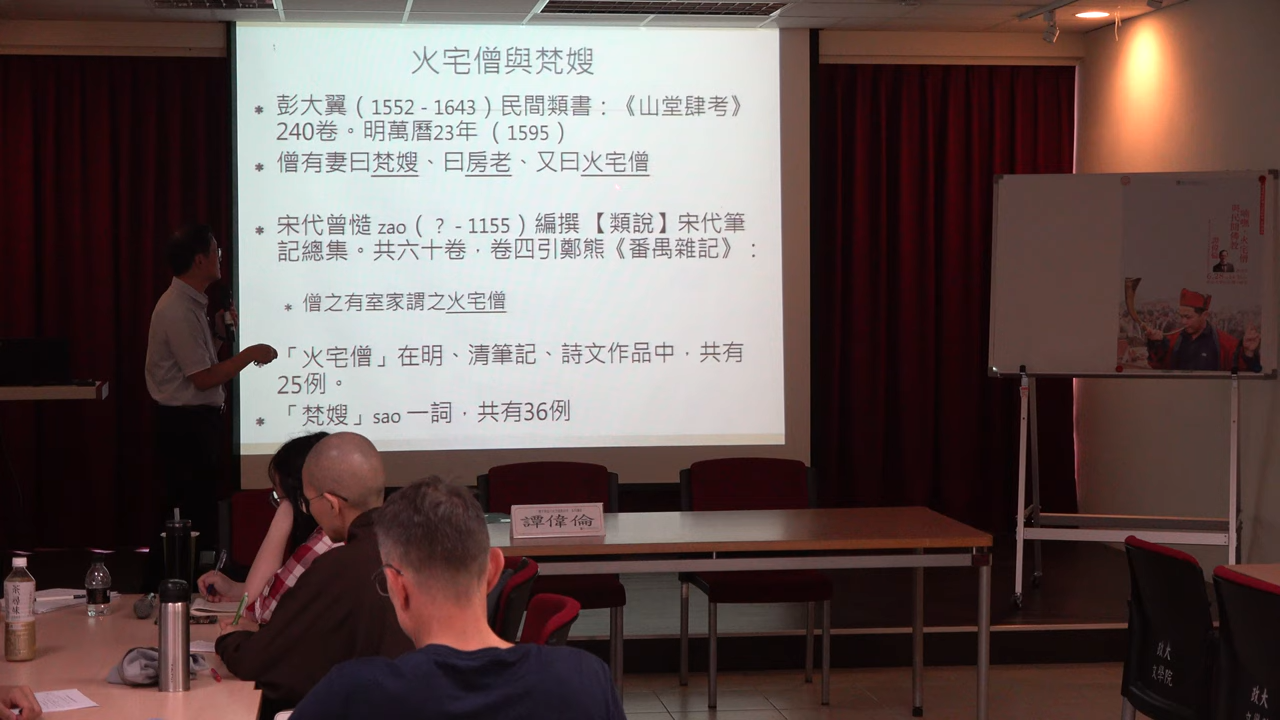 火宅僧與梵嫂
* 彭大翼（1552 - 1643）民間類書：《山堂肆考》
240卷。明萬曆23年 （1595）
* 僧有妻曰梵嫂、曰房老、又曰火宅僧
* 宋代曾慥 zao（ ? - 1155）編撰 【類說】宋代筆
記總集。共六十卷，卷四引鄭熊《番禺雜記》：
* 僧之有室家謂之火宅僧
「火宅僧」在明、清筆記、詩文作品中，共有
25例。
* 「梵嫂」sao 一詞，共有36例
譚偉倫
政大
文學院
政大